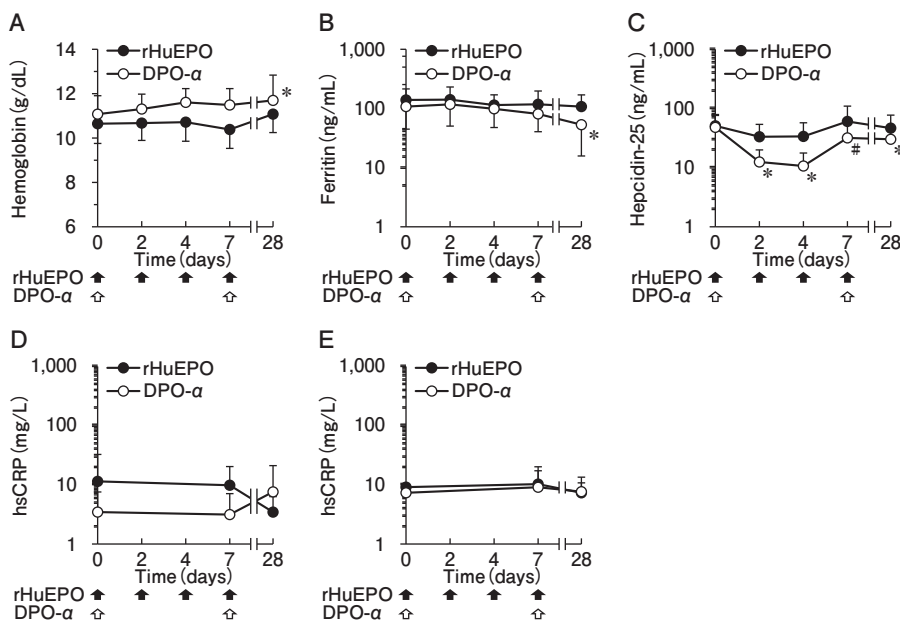 A
Hemoglobin (g/dL)
14
12
10
8
6
rHuEPO
DPO-α
*
0 2 4 7 28
Time (days)
rHuEPO
DPO-α
B
Ferritin (ng/mL)
1,000
100
10
1
rHuEPO
DPO-α
*
0 2 4 7 28
Time (days)
rHuEPO
DPO-α
C
Hepcidin-25 (ng/mL)
1,000
100
10
1
rHuEPO
DPO-α
* * # *
0 2 4 7 28
Time (days)
rHuEPO
DPO-α
D
hsCRP (mg/L)
1,000
100
10
1
rHuEPO
DPO-α
0 2 4 7 28
Time (days)
rHuEPO
DPO-α
E
hsCRP (mg/L)
1,000
100
10
1
rHuEPO
DPO-α
0 2 4 7 28
Time (days)
rHuEPO
DPO-α